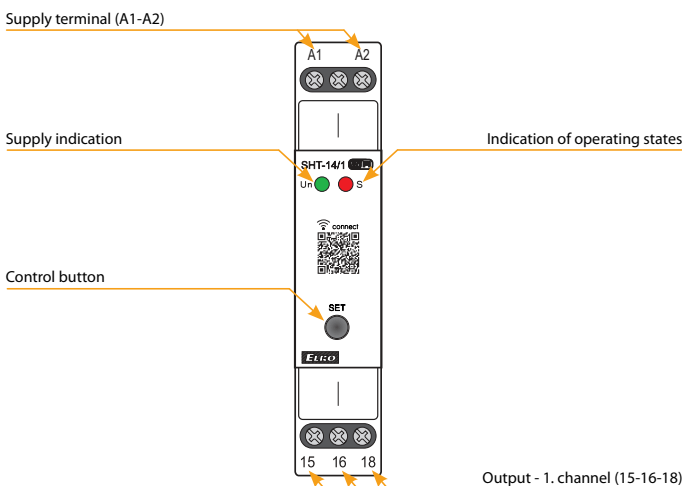 Supply terminal (A1-A2)
A1 A2
Supply indication
Indication of operating states
SHT-14/1
Un S
connect
Control button
SET
ELKO
15 16 18
Output - 1. channel (15-16-18)